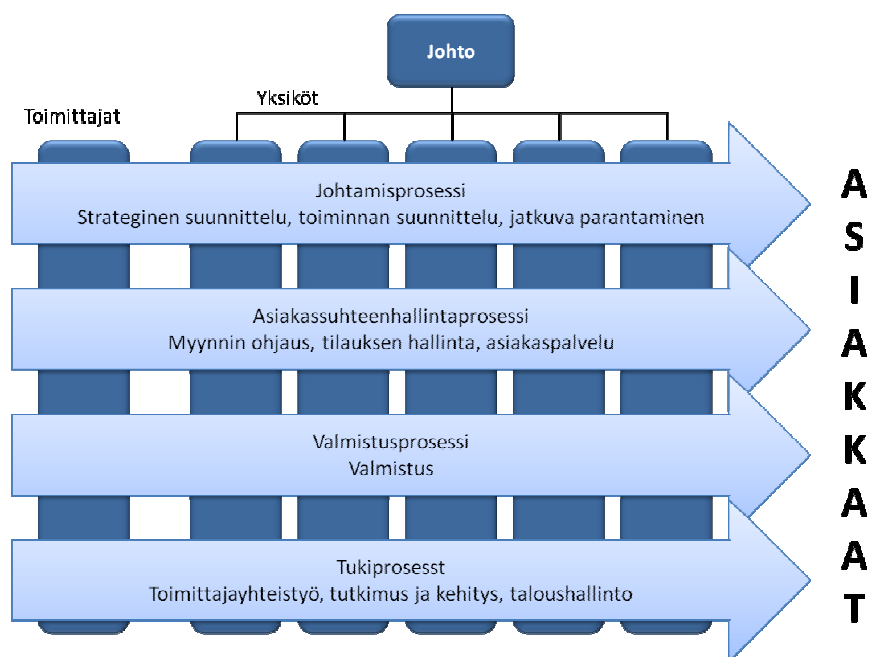 Johto
Yksiköt
Toimittajat
Johtamisprosessi
Strateginen suunnittelu, toiminnan suunnittelu, jatkuva parantaminen
Asiakassuhteenhallintaprosessi
Myynnin ohjaus, tilauksen hallinta, asiakaspalvelu
Valmistusprosessi
Valmistus
Tukiprosesst
Toimittajayhteistyö, tutkimus ja kehitys, taloushallinto
ASIAKKAAT